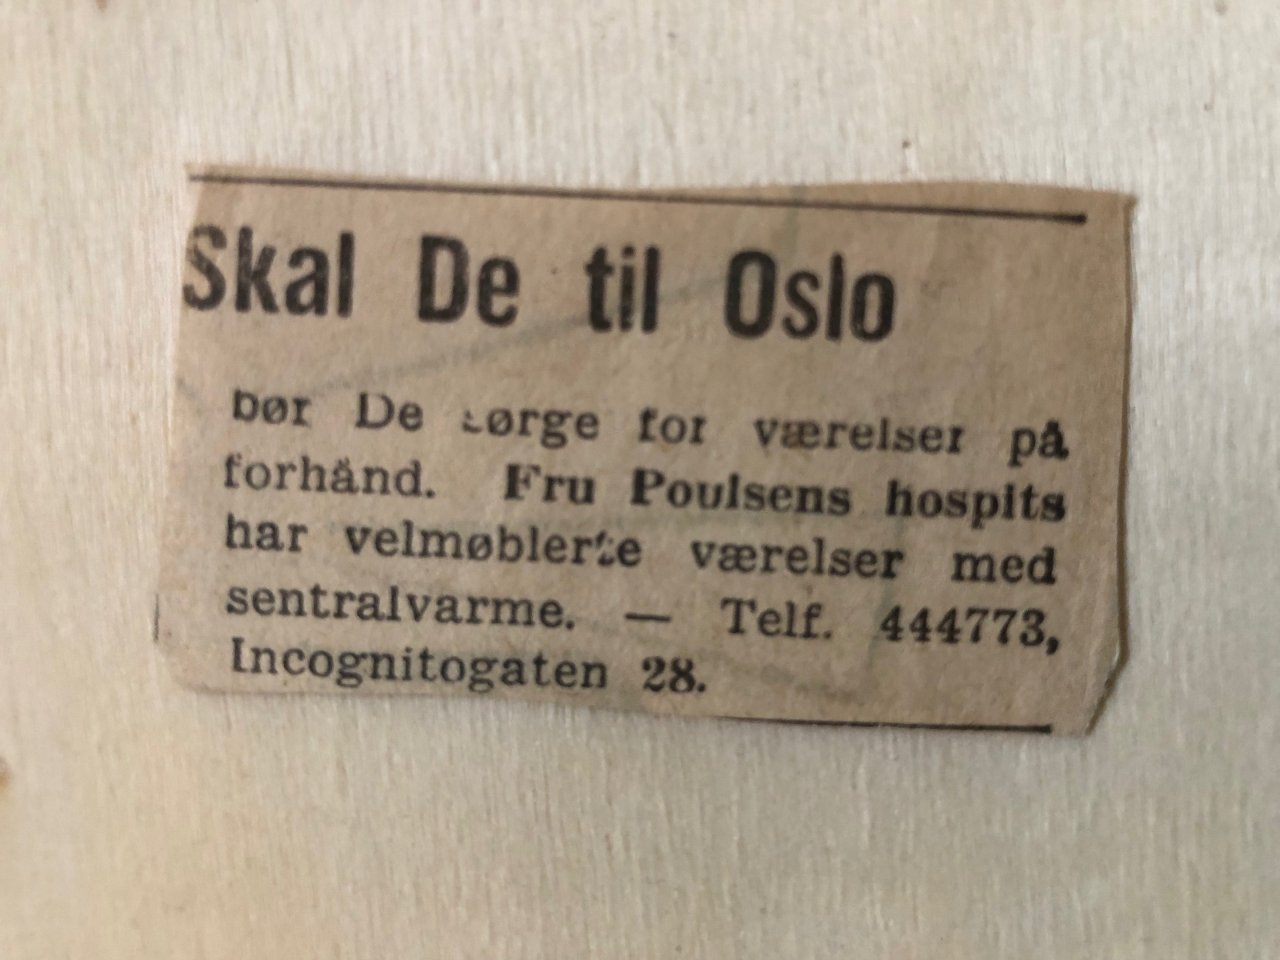 Skal De til Oslo
bør De sørge for værelser på
forhånd. Fru Poulsens hospits
har velmøblerte værelser med
sentralvarme. — Telf. 444773,
Incognitogaten 28.